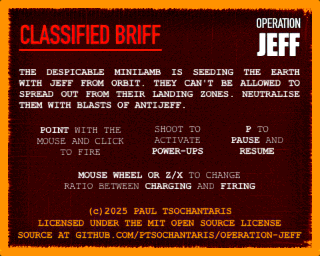 CLASSIFIED BRIFF
OPERATION
JEFF
THE DESPICABLE MINILAMB IS SEEDING THE EARTH
WITH JEFF FROM ORBIT. THEY CAN'T BE ALLOWED TO
SPREAD OUT FROM THEIR LANDING ZONES. NEUTRALISE
THEM WITH BLASTS OF ANTIJEFF.
POINT WITH THE
MOUSE AND CLICK
TO FIRE
SHOOT TO
ACTIVATE
POWER-UPS
P TO
PAUSE AND
RESUME
MOUSE WHEEL OR Z/X TO CHANGE
RATIO BETWEEN CHARGING AND FIRING
(c)2025 PAUL TSOCHANTARIS
LICENSED UNDER THE MIT OPEN SOURCE LICENSE
SOURCE AT GITHUB.COM/PTSOCHANTARIS/OPERATION-JEFF